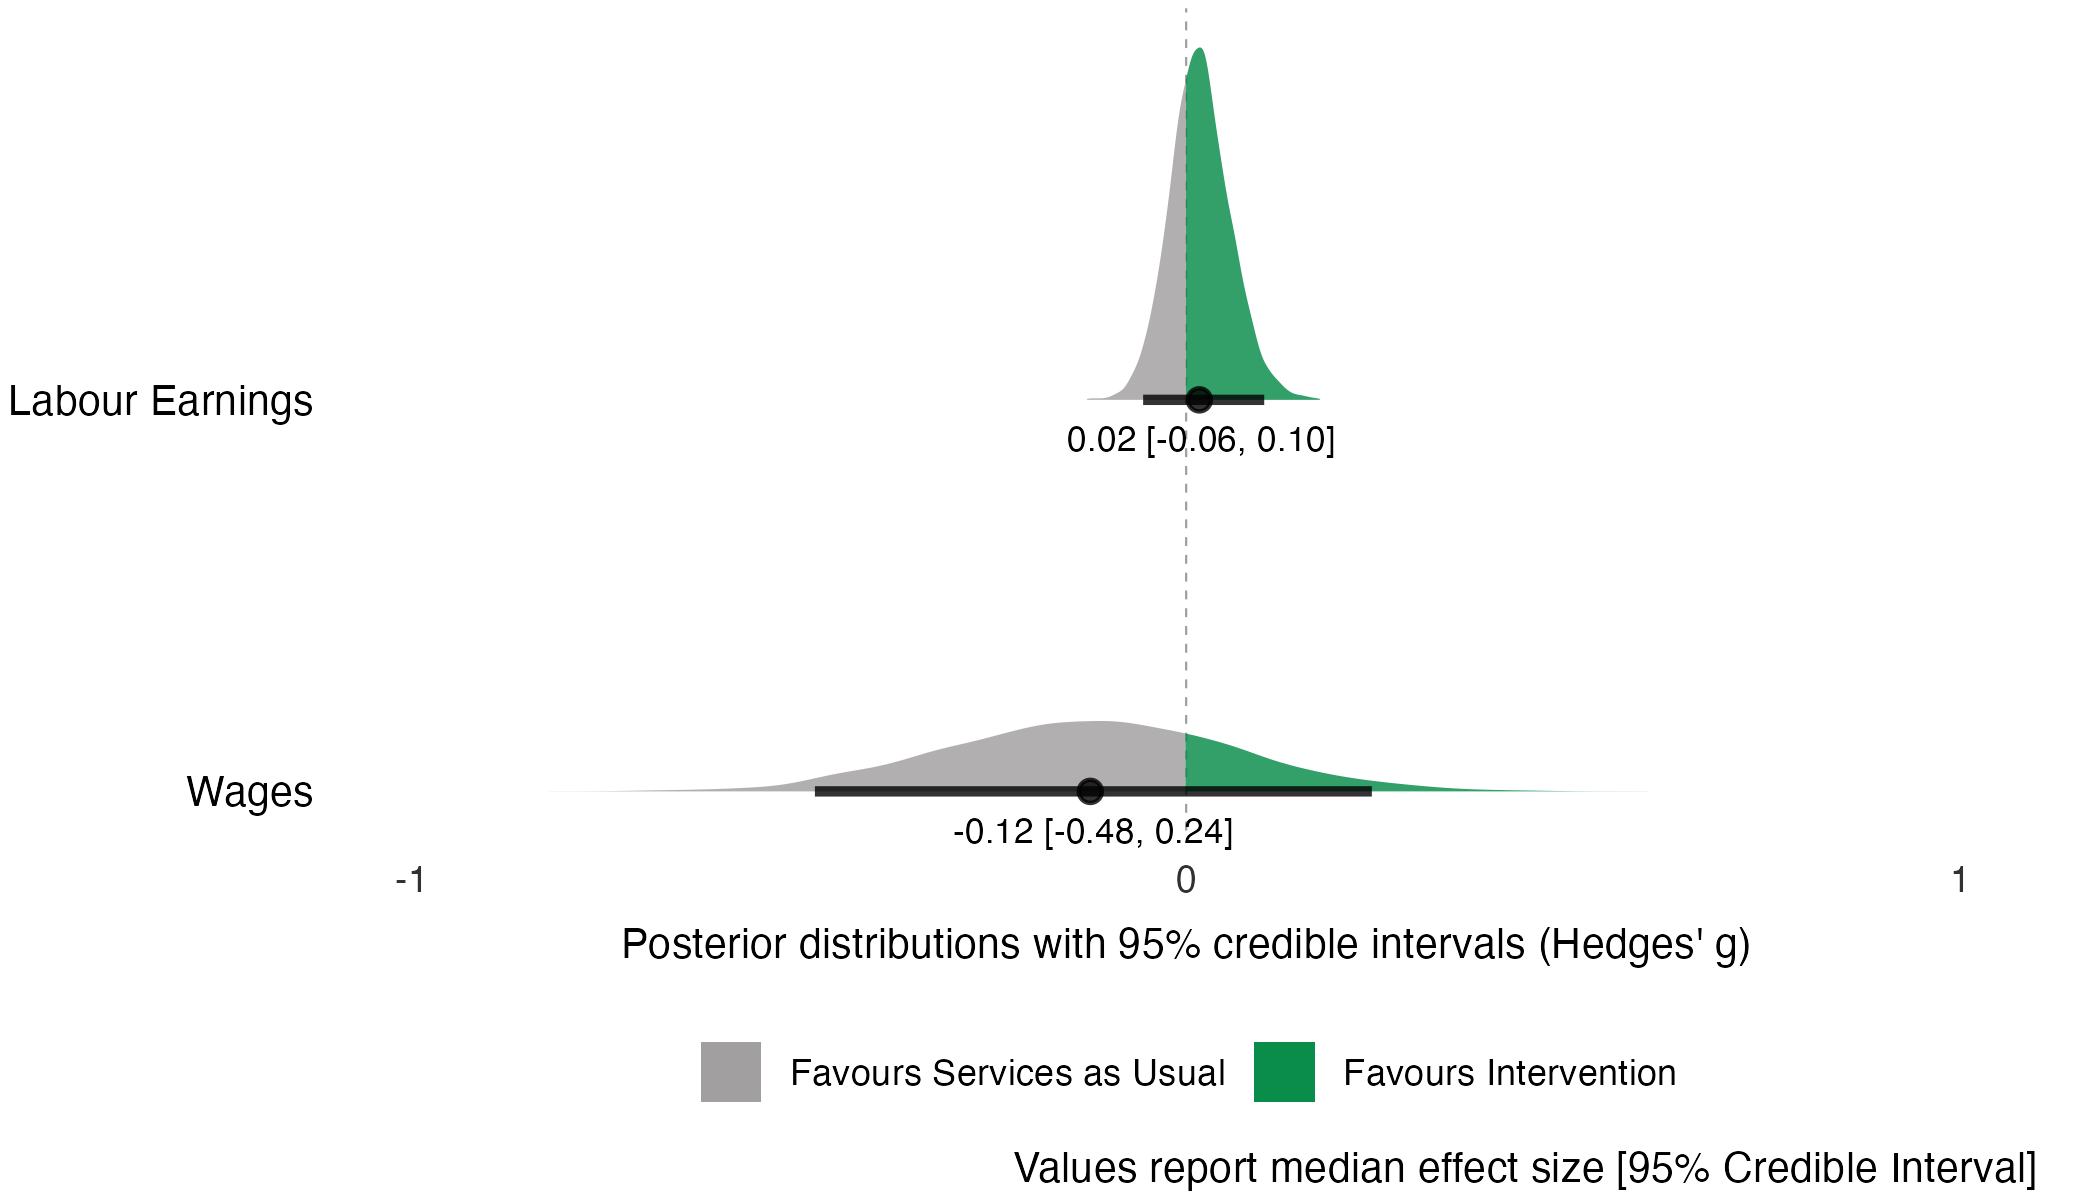 Labour Earnings
0.02 [-0.06, 0.10]
Wages
-0.12 [-0.48, 0.24]
-1 0 1
Posterior distributions with 95% credible intervals (Hedges' g)
Favours Services as Usual Favours Intervention
Values report median effect size [95% Credible Interval]